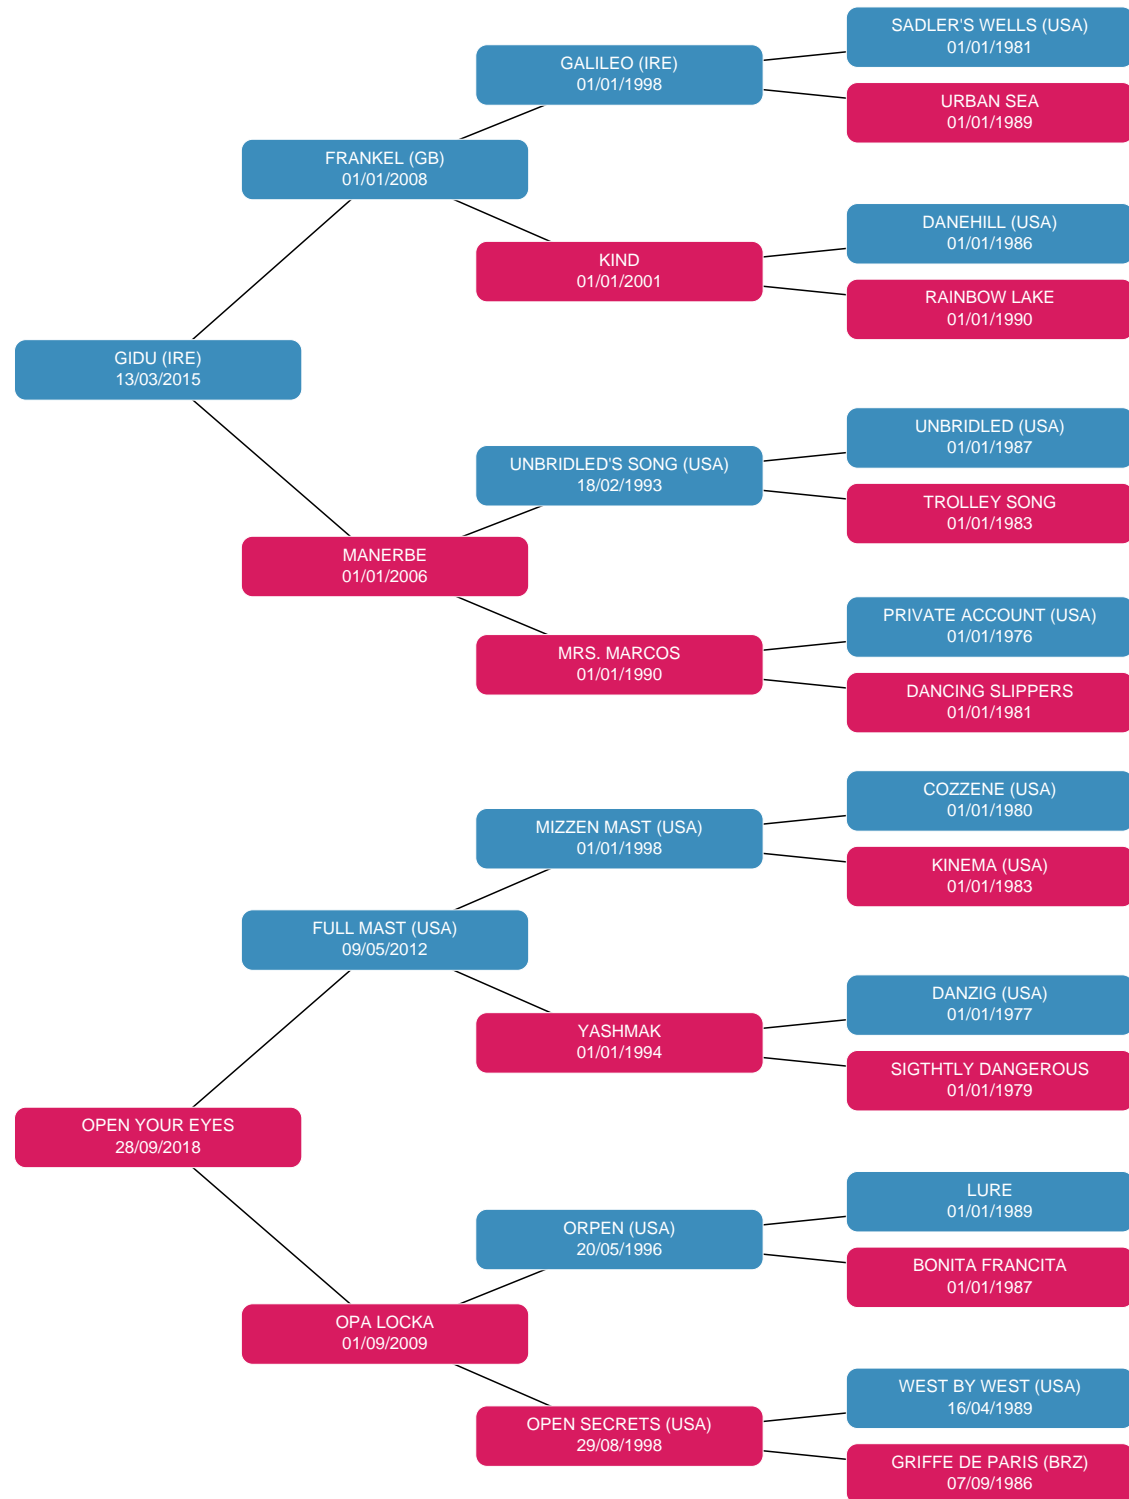 SADLER'S WELLS (USA)
01/01/1981
GALILEO (IRE)
01/01/1998
URBAN SEA
01/01/1989
FRANKEL (GB)
01/01/2008
DANEHILL (USA)
01/01/1986
KIND
01/01/2001
RAINBOW LAKE
01/01/1990
GIDU (IRE)
13/03/2015
UNBRIDLED (USA)
01/01/1987
UNBRIDLED'S SONG (USA)
18/02/1993
TROLLEY SONG
01/01/1983
MANERBE
01/01/2006
PRIVATE ACCOUNT (USA)
01/01/1976
MRS. MARCOS
01/01/1990
DANCING SLIPPERS
01/01/1981
COZZENE (USA)
01/01/1980
MIZZEN MAST (USA)
01/01/1998
KINEMA (USA)
01/01/1983
FULL MAST (USA)
09/05/2012
DANZIG (USA)
01/01/1977
YASHMAK
01/01/1994
SIGTHTLY DANGEROUS
01/01/1979
OPEN YOUR EYES
28/09/2018
LURE
01/01/1989
ORPEN (USA)
20/05/1996
BONITA FRANCITA
01/01/1987
OPA LOCKA
01/09/2009
WEST BY WEST (USA)
16/04/1989
OPEN SECRETS (USA)
29/08/1998
GRIFFE DE PARIS (BRZ)
07/09/1986